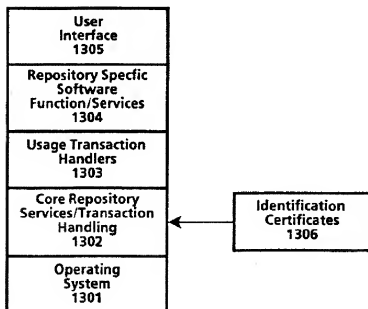 User
Interface
1305
Repository Specfic
Software
Function/Services
1304
Usage Transaction
Handlers
1303
Core Repository
Services/Transaction
Handling
1302
Identification
Certificates
1306
Operating
System
1301